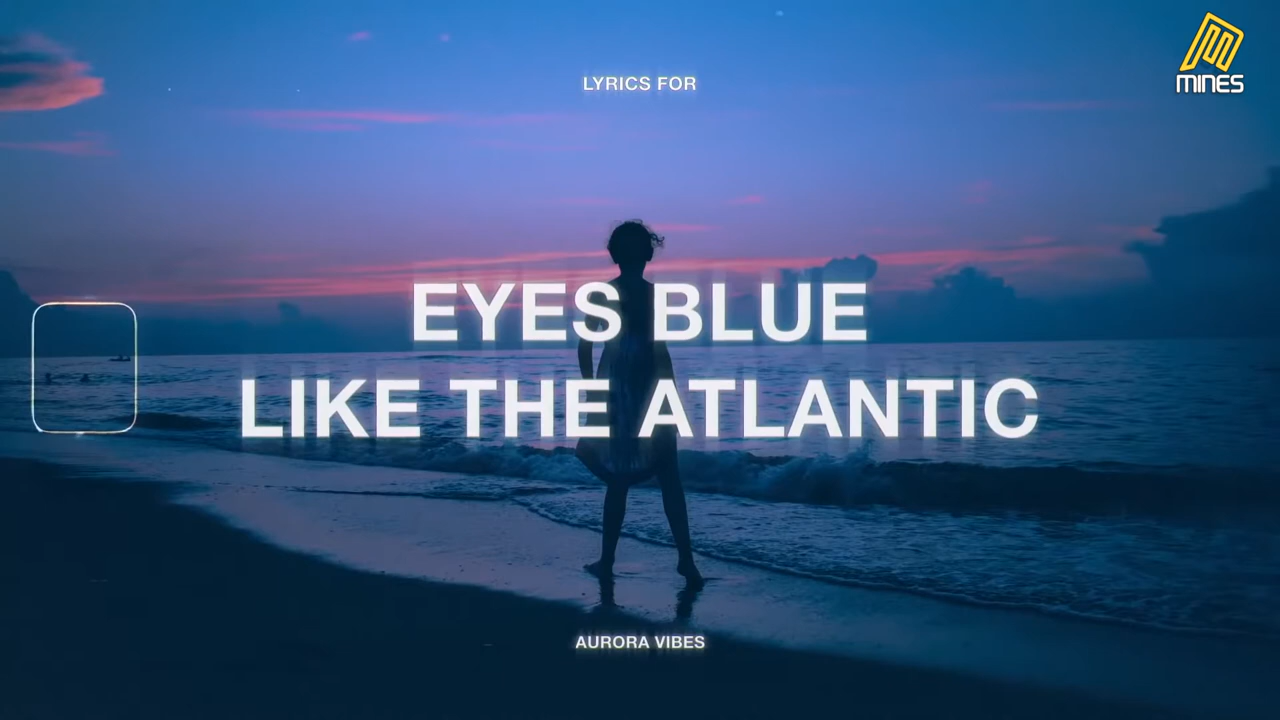 MINES
LYRICS FOR
EYES BLUE
LIKE THE ATLANTIC
AURORA VIBES